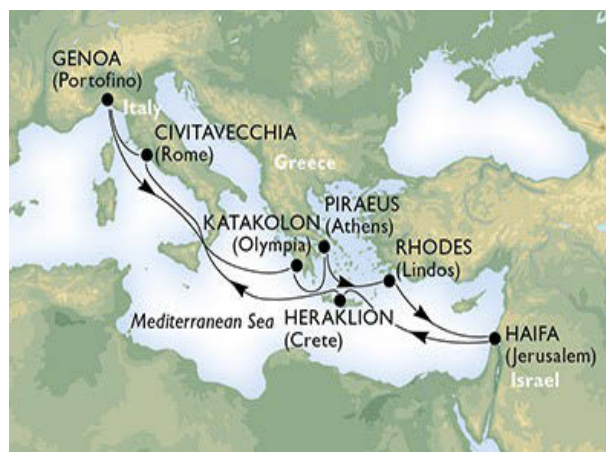 GENOA
(Portofino)
Italy
CIVITAVECCHIA
(Rome)
Greece
PIRAEUS
(Athens)
KATAKOLON
(Olympia)
RHODES
(Lindos)
HERAKLION
(Crete)
Mediterranean Sea
HAIFA
(Jerusalem)
Israel